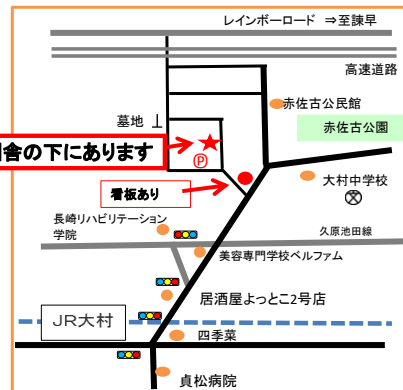 レインボーロード ⇒至諫早
高速道路
赤佐古公民館
赤佐古公園
墓地
舎の下にあります
Ⓟ
看板あり
大村中学校
長崎リハビリテーション
学院
久原池田線
美容専門学校ベルファム
居酒屋よっとこ2号店
JR大村
四季菜
貞松病院